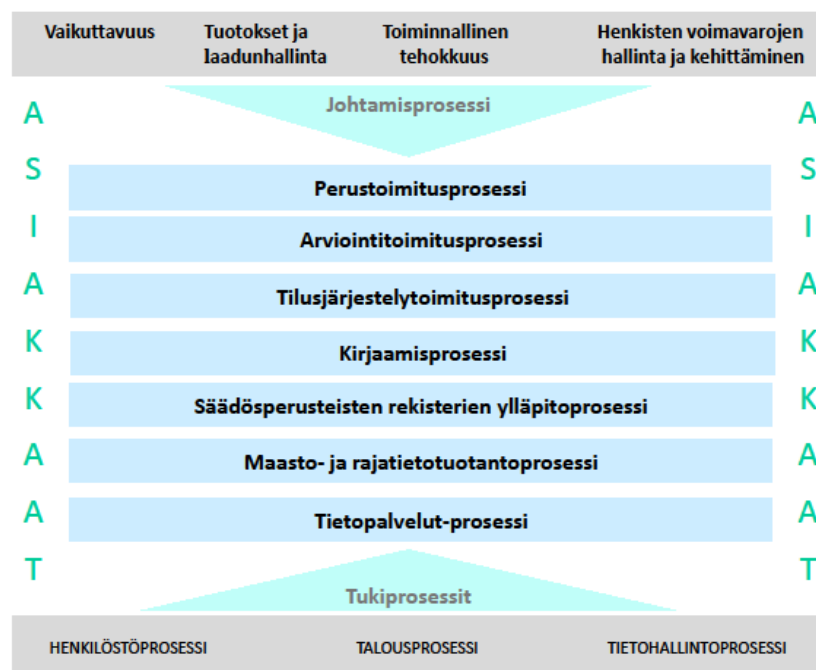 Vaikuttavuus
Tuotokset ja
laadunhallinta
Toiminnallinen
tehokkuus
Henkisten voimavarojen
hallinta ja kehittäminen
Johtamisprosessi
A
S
I
A
K
K
A
A
T
Perustoimitusprosessi
Arviointitoimitusprosessi
Tilusjärjestelytoimitusprosessi
Kirjaamisprosessi
Säädösperusteisten rekisterien ylläpitoprosessi
Maasto- ja rajatietotuotantoprosessi
Tietopalvelut-prosessi
A
S
I
A
K
K
A
A
T
Tukiprosessit
HENKILÖSTÖPROSESSI
TALOUSPROSESSI
TIETOHALLINTOPROSESSI